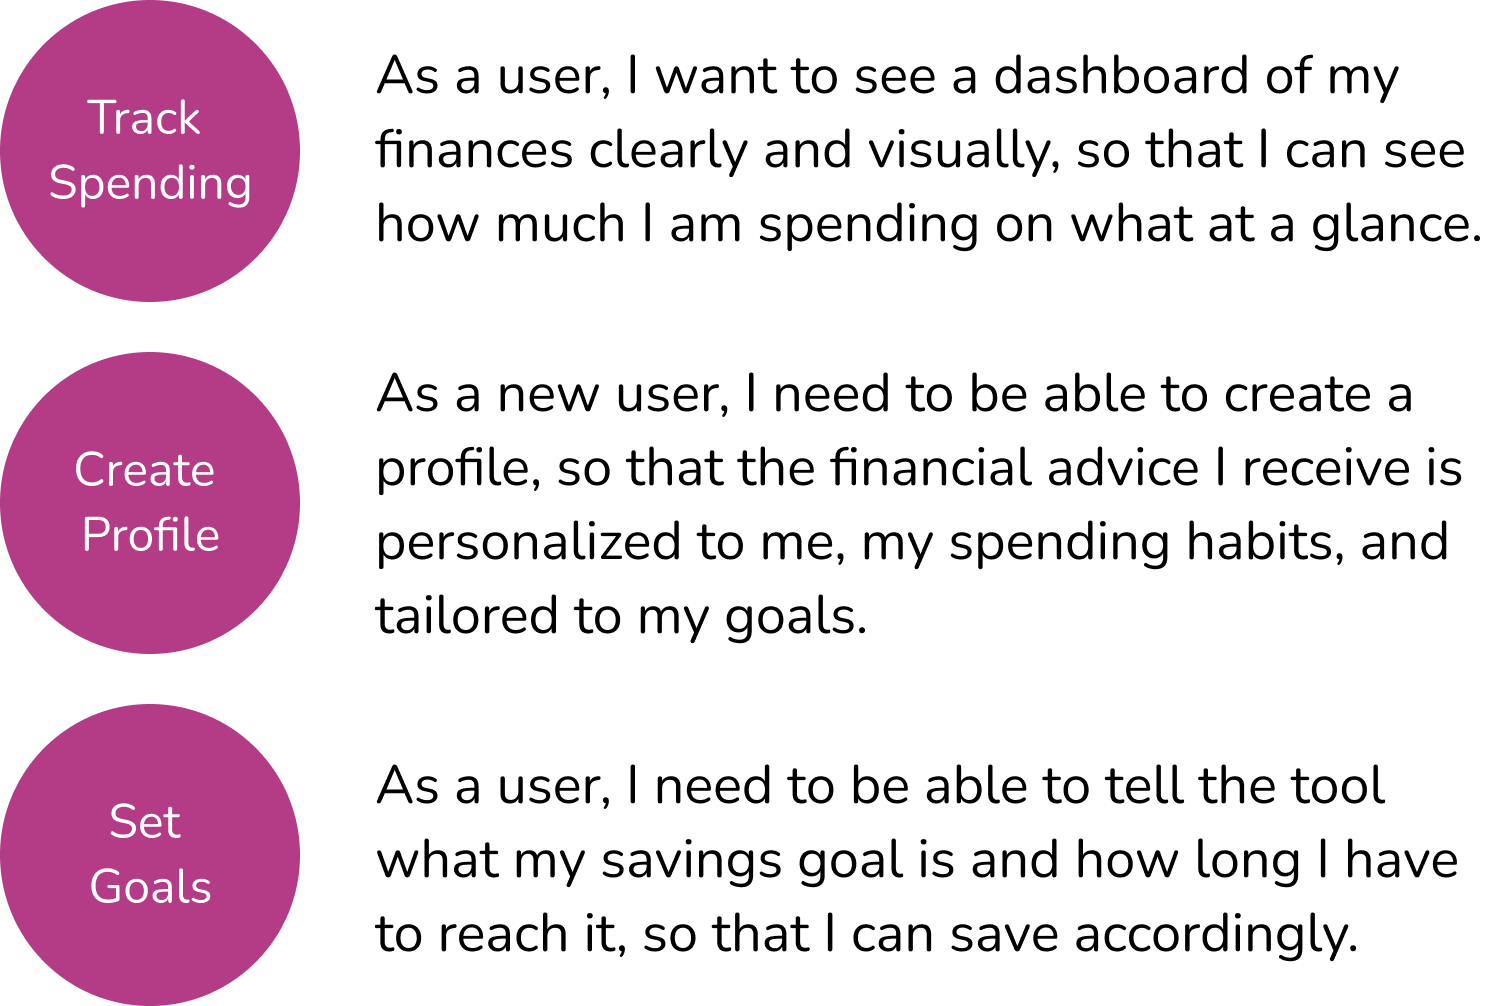 Track
Spending
As a user, I want to see a dashboard of my
finances clearly and visually, so that I can see
how much I am spending on what at a glance.
Create
Profile
As a new user, I need to be able to create a
profile, so that the financial advice I receive is
personalized to me, my spending habits, and
tailored to my goals.
Set
Goals
As a user, I need to be able to tell the tool
what my savings goal is and how long I have
to reach it, so that I can save accordingly.